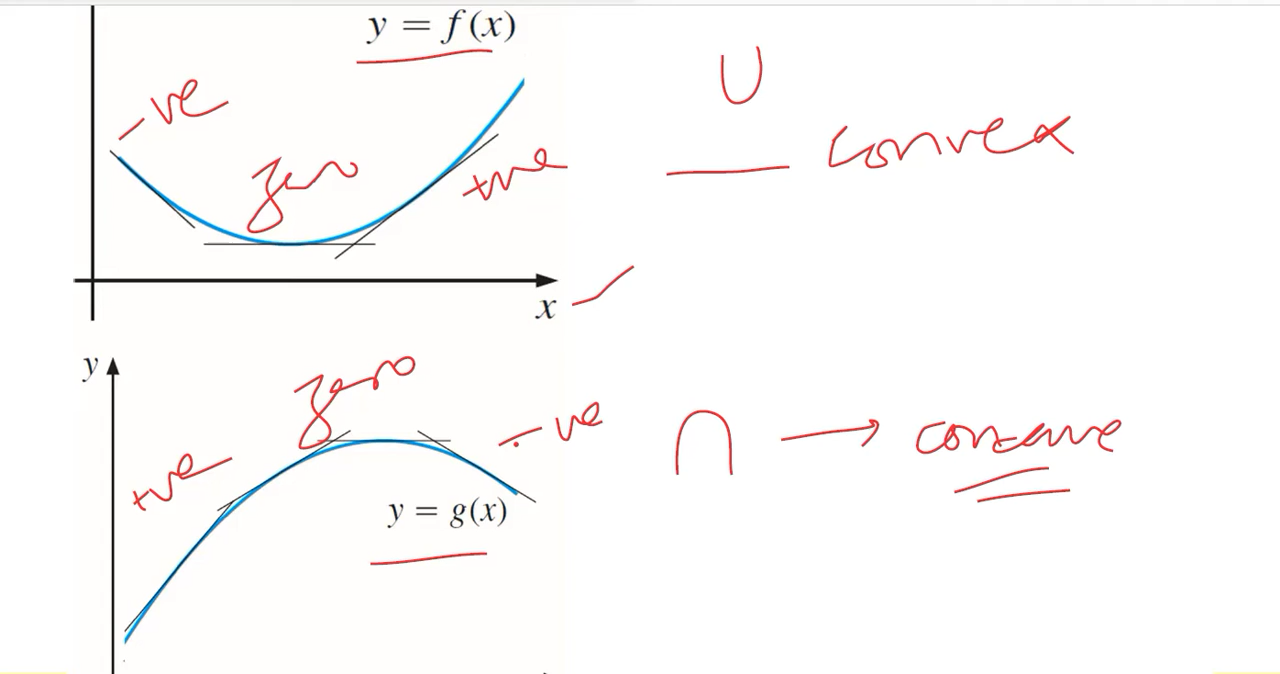 y = f(x)
-ve
zero
+ve
x
U
convex
y
zero
+ve
-ve
y = g(x)
∩ → concave